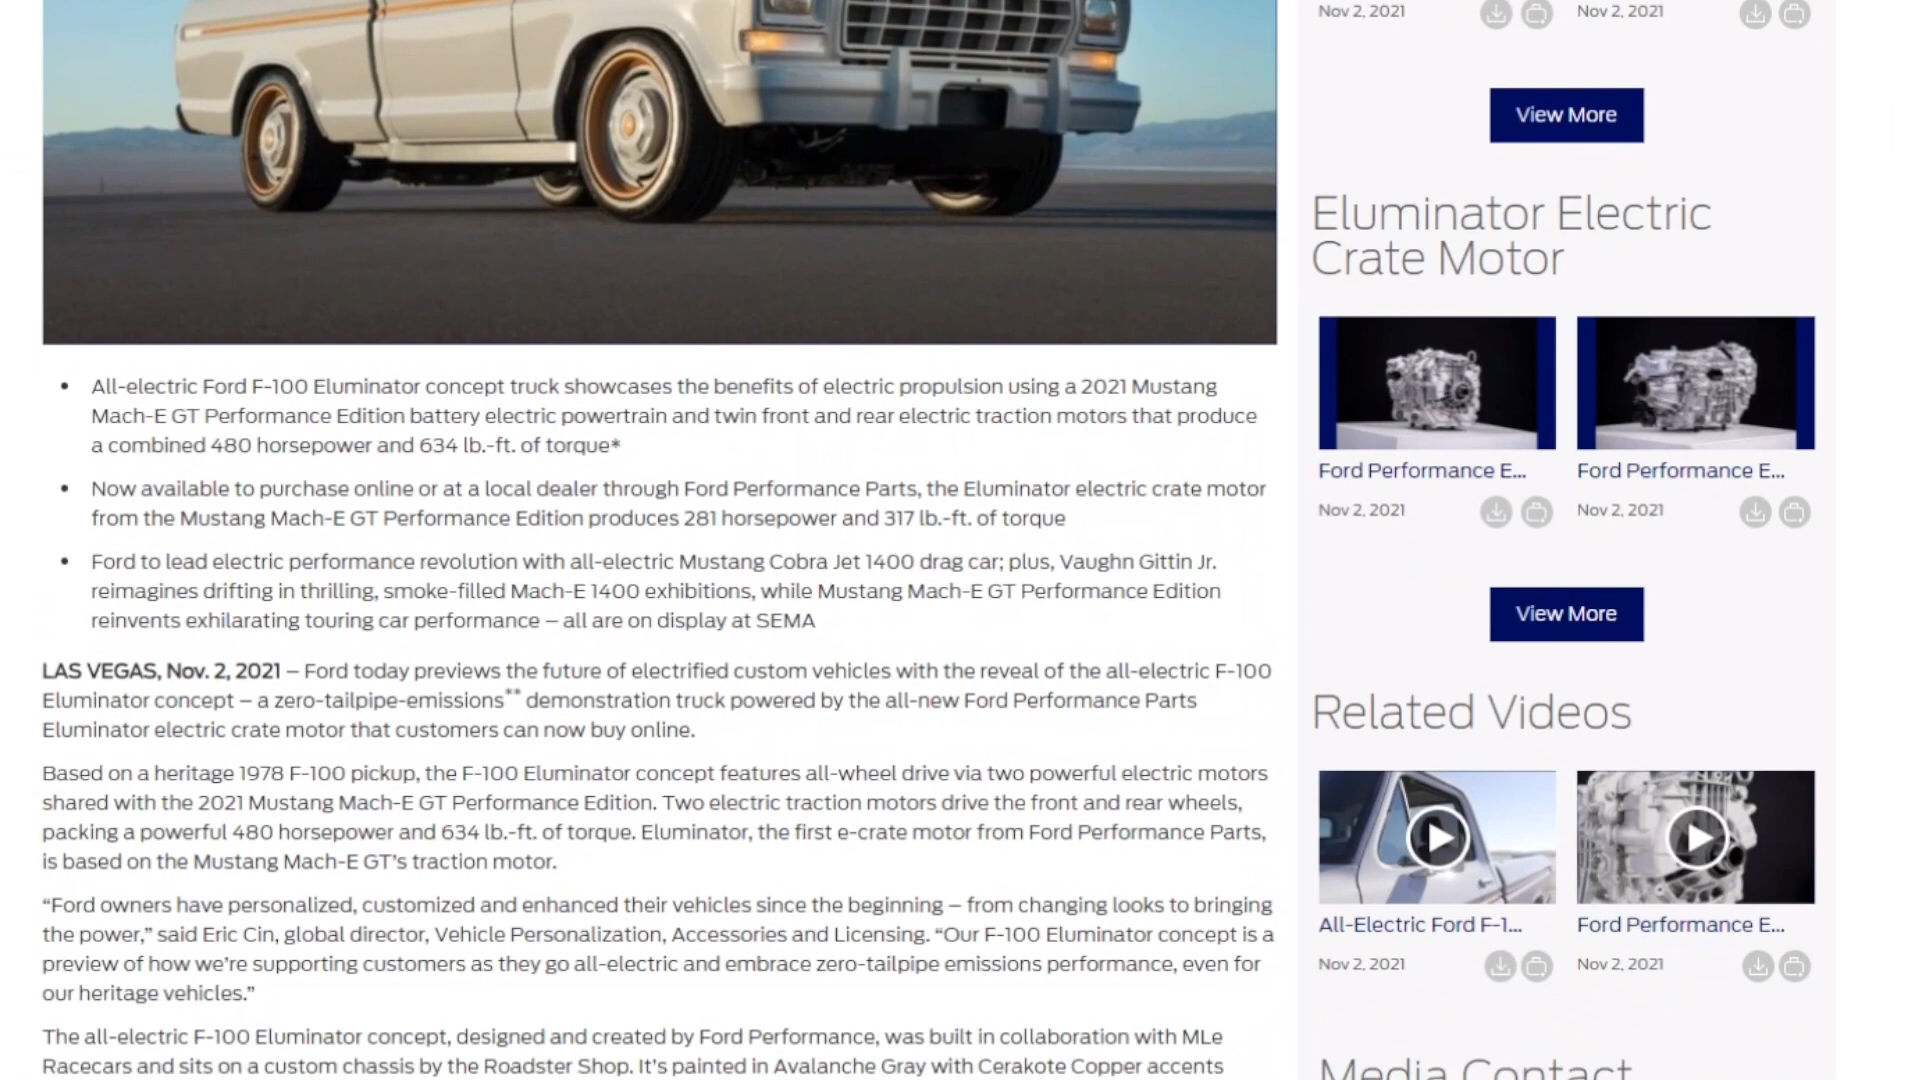 Nov 2, 2021
Nov 2, 2021
View More
Eluminator Electric
Crate Motor
Ford Performance E...
Ford Performance E...
Nov 2, 2021
Nov 2, 2021
View More
Related Videos
All-Electric Ford F-1...
Ford Performance E...
Nov 2, 2021
Nov 2, 2021
Media Contact
• All-electric Ford F-100 Eluminator concept truck showcases the benefits of electric propulsion using a 2021 Mustang
Mach-E GT Performance Edition battery electric powertrain and twin front and rear electric traction motors that produce
a combined 480 horsepower and 634 lb.-ft. of torque*
• Now available to purchase online or at a local dealer through Ford Performance Parts, the Eluminator electric crate motor
from the Mustang Mach-E GT Performance Edition produces 281 horsepower and 317 lb.-ft. of torque
• Ford to lead electric performance revolution with all-electric Mustang Cobra Jet 1400 drag car; plus, Vaughn Gittin Jr.
reimagines drifting in thrilling, smoke-filled Mach-E 1400 exhibitions, while Mustang Mach-E GT Performance Edition
reinvents exhilarating touring car performance – all are on display at SEMA
LAS VEGAS, Nov. 2, 2021 – Ford today previews the future of electrified custom vehicles with the reveal of the all-electric F-100
Eluminator concept – a zero-tailpipe-emissions** demonstration truck powered by the all-new Ford Performance Parts
Eluminator electric crate motor that customers can now buy online.
Based on a heritage 1978 F-100 pickup, the F-100 Eluminator concept features all-wheel drive via two powerful electric motors
shared with the 2021 Mustang Mach-E GT Performance Edition. Two electric traction motors drive the front and rear wheels,
packing a powerful 480 horsepower and 634 lb.-ft. of torque. Eluminator, the first e-crate motor from Ford Performance Parts,
is based on the Mustang Mach-E GT’s traction motor.
“Ford owners have personalized, customized and enhanced their vehicles since the beginning – from changing looks to bringing
the power,” said Eric Cin, global director, Vehicle Personalization, Accessories and Licensing. “Our F-100 Eluminator concept is a
preview of how we’re supporting customers as they go all-electric and embrace zero-tailpipe emissions performance, even for
our heritage vehicles.”
The all-electric F-100 Eluminator concept, designed and created by Ford Performance, was built in collaboration with MLe
Racecars and sits on a custom chassis by the Roadster Shop. It’s painted in Avalanche Gray with Cerakote Copper accents